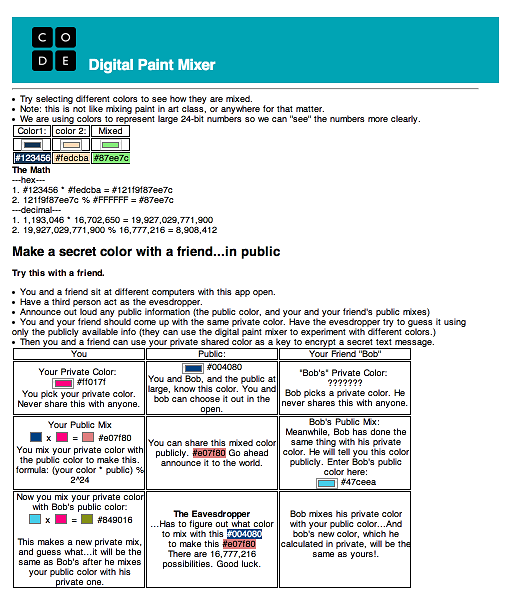 CODE
Digital Paint Mixer
• Try selecting different colors to see how they are mixed.
• Note: this is not like mixing paint in art class, or anywhere for that matter.
• We are using colors to represent large 24-bit numbers so we can "see" the numbers more clearly.
Color1: color 2: Mixed
#123456 #fedcba #87ee7c
The Math
---hex---
1. #123456 * #fedcba = #1219f87ee7c
2. 121f9f87ee7c % #FFFFFF = #87ee7c
---decimal---
1. 1,193,046 * 16,702,650 = 19,927,029,771,900
2. 19,927,029,771,900 % 16,777,216 = 8,908,412
Make a secret color with a friend...in public
Try this with a friend.
• You and a friend sit at different computers with this app open.
• Have a third person act as the evesdropper.
• Announce out loud any public information (the public color, and your and your friend's public mixes)
• You and your friend should come up with the same private color. Have the evesdropper try to guess it using
only the publicly available info (they can use the digital paint mixer to experiment with different colors.)
• Then you and a friend can use your private shared color as a key to encrypt a secret text message.
You
Public:
Your Friend "Bob"
Your Private Color:
#ff017f
You pick your private color.
Never share this with anyone.
#004080
You and Bob, and the public at
large, know this color. You and
bob can choose it out in the
open.
"Bob's" Private Color:
???????
Bob picks a private color. He
never shares this with anyone.
Your Public Mix
x = #e07f80
You mix your private color with
the public color to make this.
formula: (your color * public) %
2^24
You can share this mixed color
publicly. #e07f80 Go ahead
announce it to the world.
Bob's Public Mix:
Meanwhile, Bob has done the
same thing with his private
color. He will tell you this color
publicly. Enter Bob's public
color here:
#47ceea
Now you mix your private color
with Bob's public color:
x = #849016
This makes a new private mix,
and guess what...it will be the
same as Bob's after he mixes
your public color with his
private one.
The Eavesdropper
...Has to figure out what color
to mix with this #004080
to make this #e07f80
There are 16,777,216
possibilities. Good luck.
Bob mixes his private color
with your public color...And
bob's new color, which he
calculated in private, will be the
same as yours!.